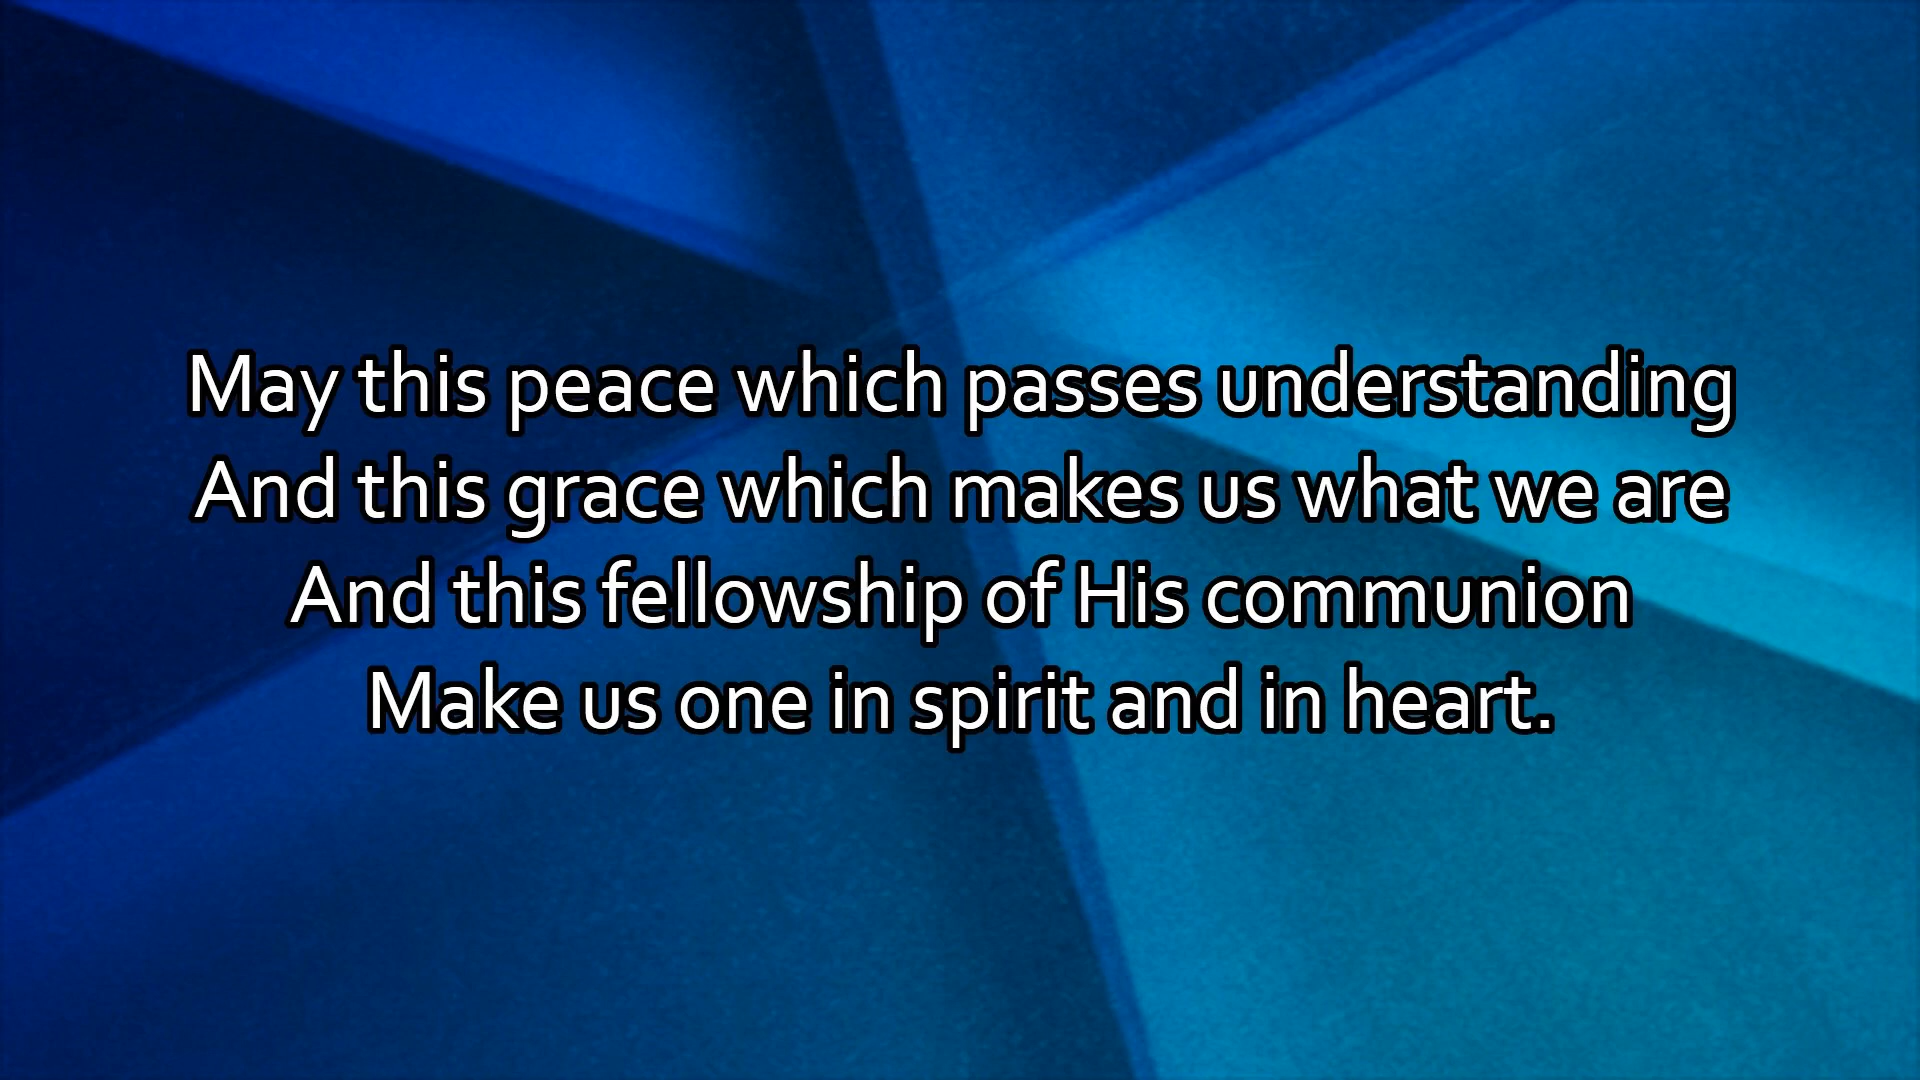 May this peace which passes understanding
And this grace which makes us what we are
And this fellowship of His communion
Make us one in spirit and in heart.